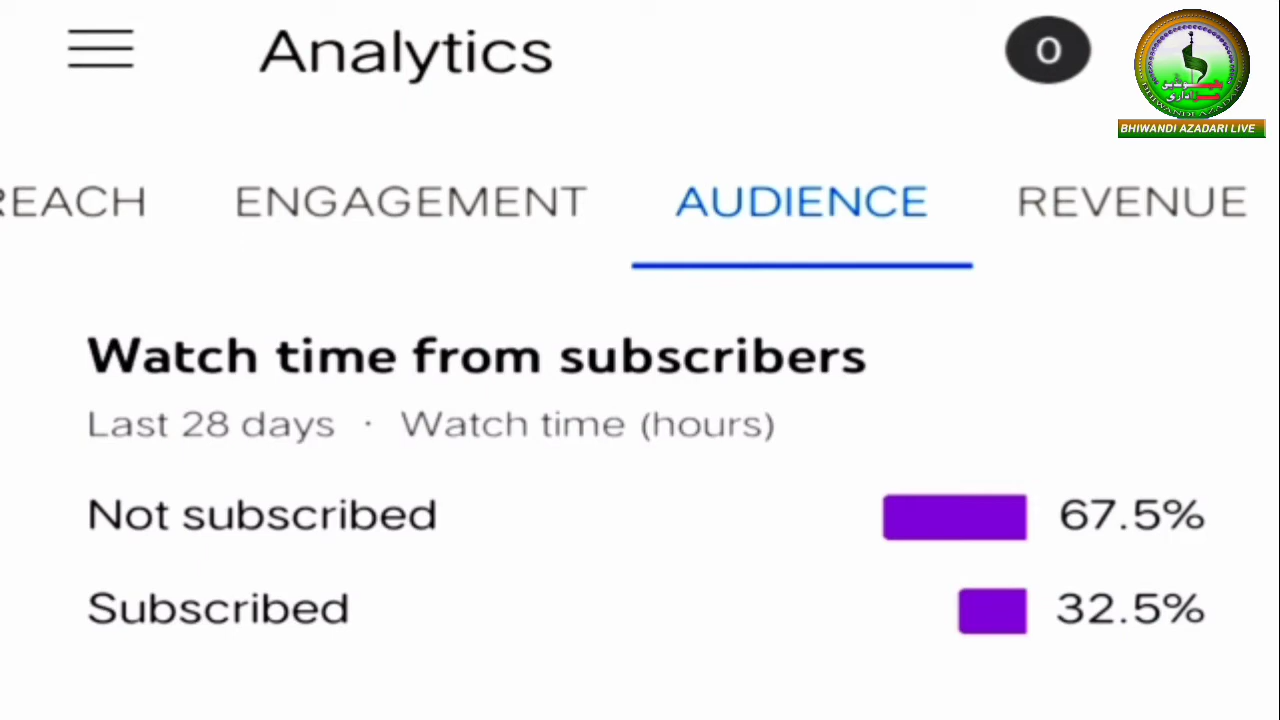 Analytics
0
BHIWANDI AZADARI LIVE
REACH ENGAGEMENT AUDIENCE REVENUE
Watch time from subscribers
Last 28 days · Watch time (hours)
Not subscribed 67.5%
Subscribed 32.5%